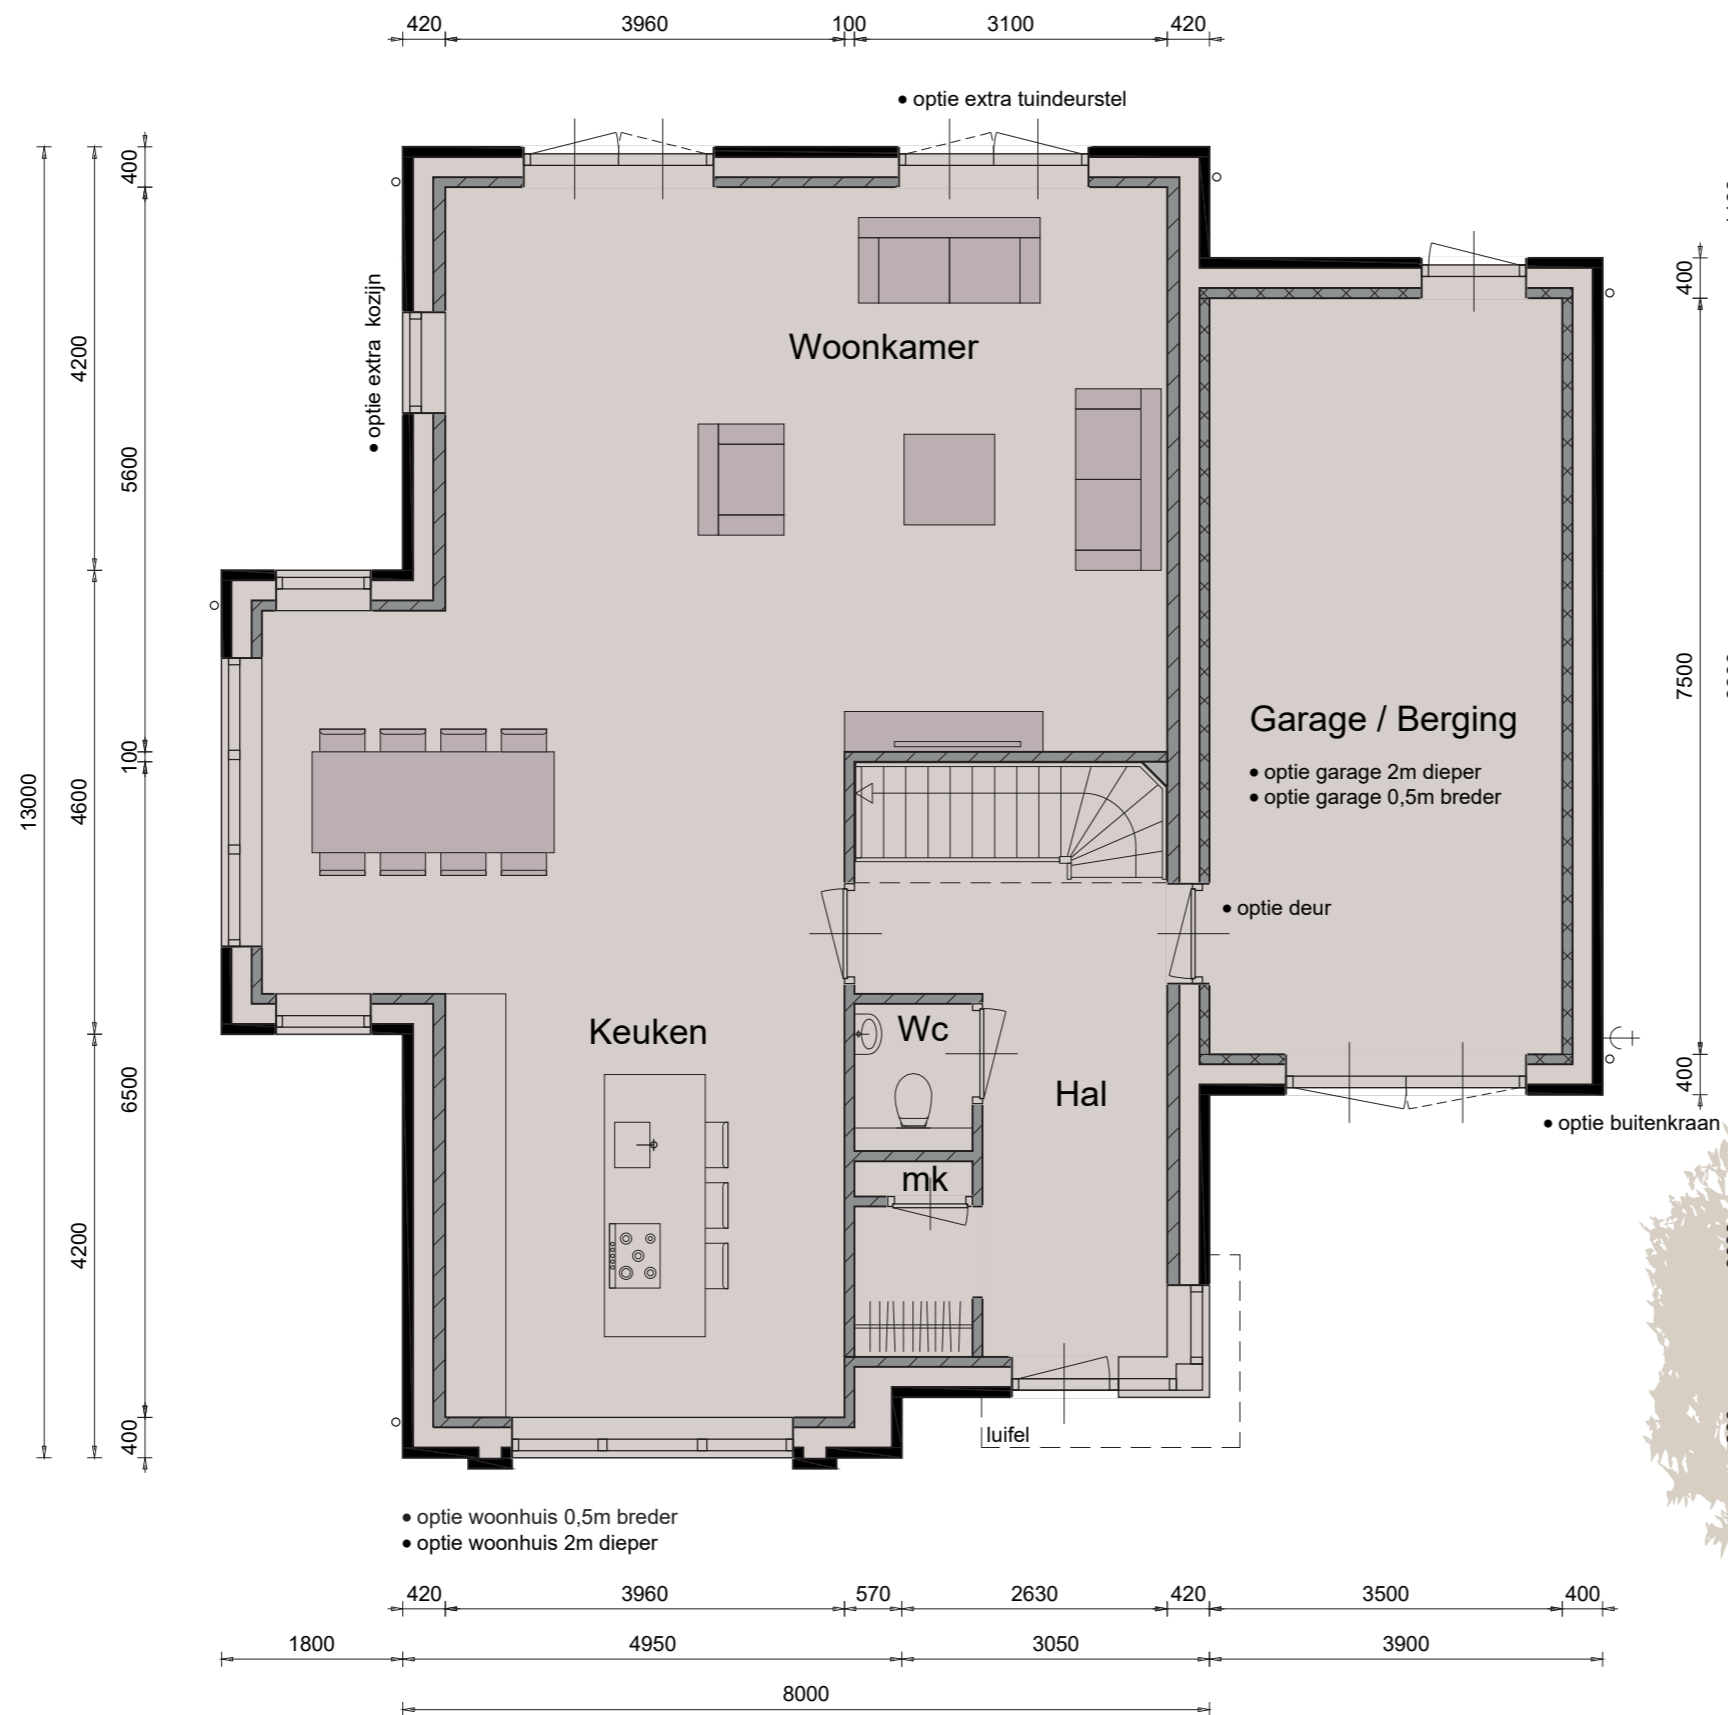 420 3960 100 3100 420
• optie extra tuindeurstel
400
4200
5600
• optie extra kozijn
Woonkamer
400
7500
Garage / Berging
• optie garage 2m dieper
• optie garage 0,5m breder
100
13000
4600
• optie deur
Keuken
Wc
Hal
mk
6500
4200
400
• optie buitenkraan
luifel
400
• optie woonhuis 0,5m breder
• optie woonhuis 2m dieper
420 3960 570 2630 420 3500 400
1800 4950 3050 3900
8000